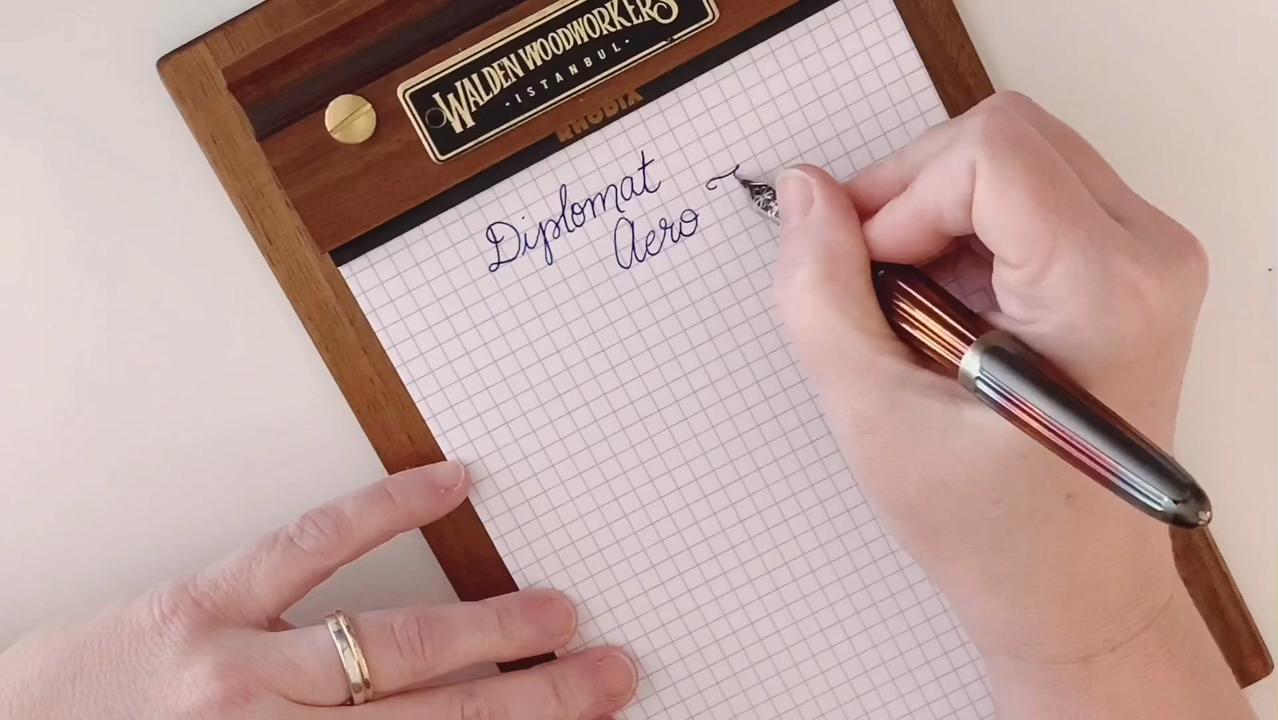 WALDEN WOODWORKERS
·ISTANBUL·
RHODIA
Diplomat
Aero